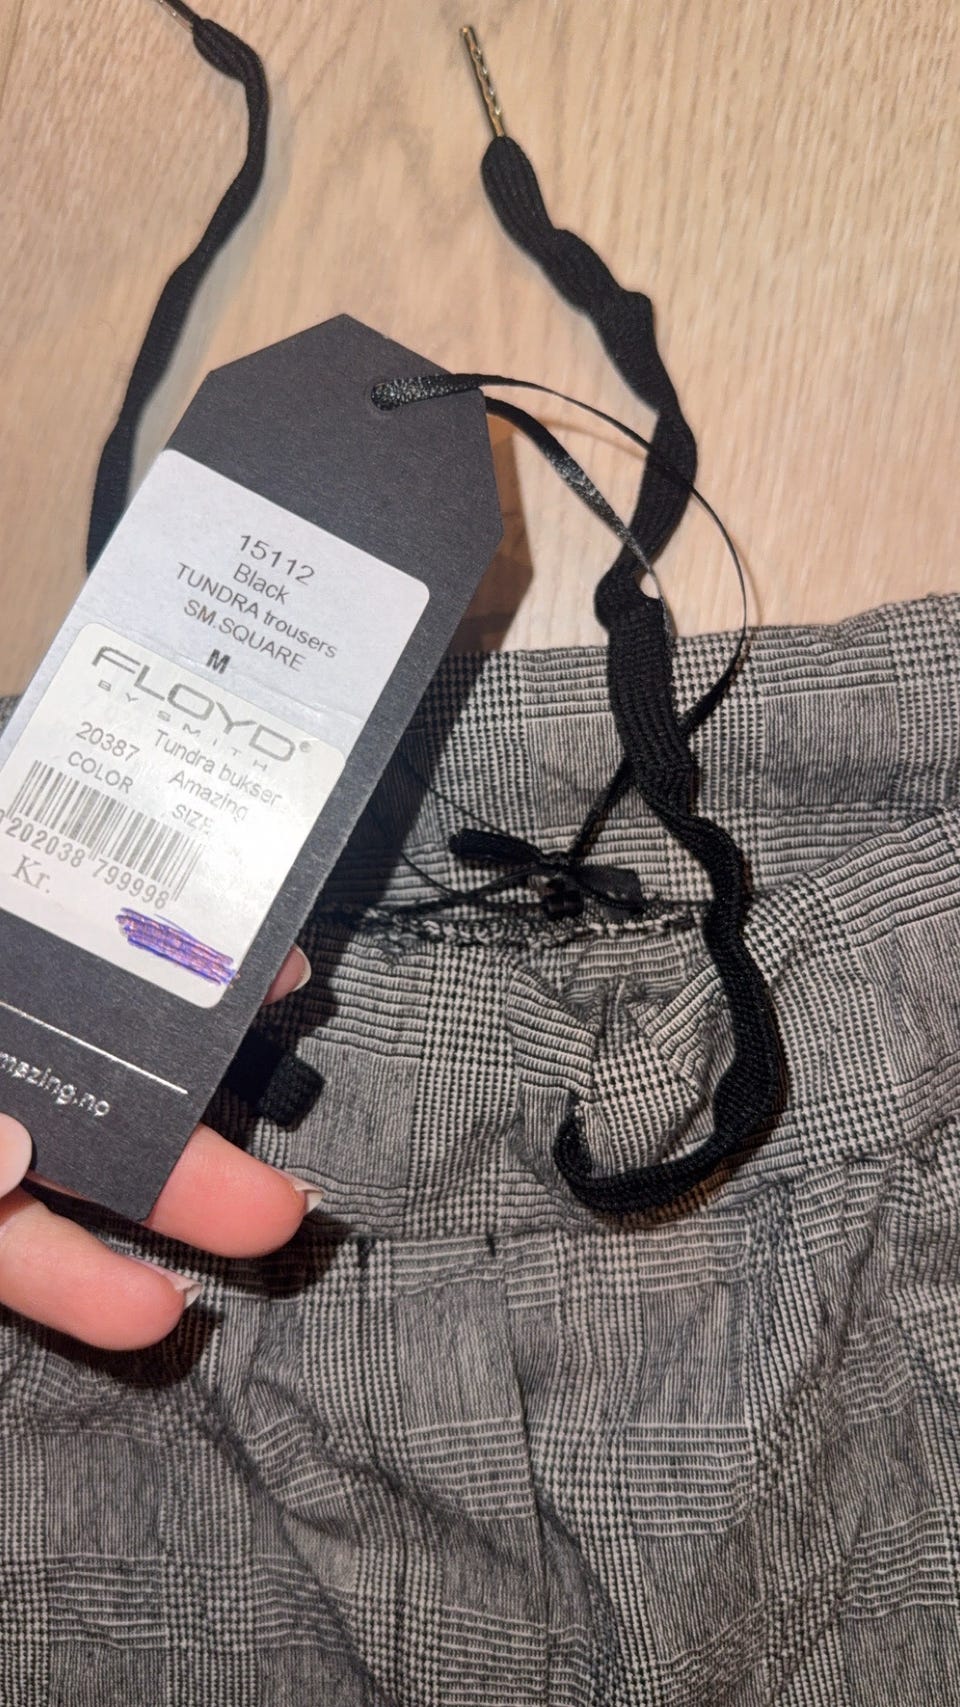 15112
Black
TUNDRA trousers
SM.SQUARE
M
FLOYD®
BY SMITH
20387 Tundra bukser
COLOR Amazing
SIZE
202038 799998
Kr.
mazing.no